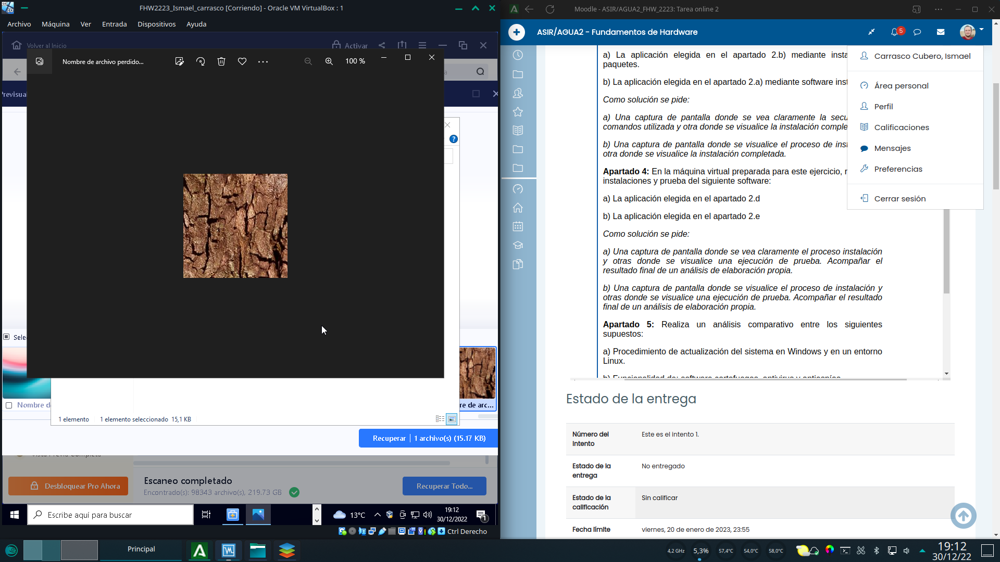 FHW2223_Ismael_carrasco [Corriendo] - Oracle VM VirtualBox : 1
Archivo Máquina Ver Entrada Dispositivos Ayuda
Volver al Inicio
Activar
Nombre de archivo perdido...
100 %
Previsual
Sele
Nombre d
re de arc...
1 elemento
1 elemento seleccionado 15,1 KB
Recuperar | 1 archivo(s) (15.17 KB)
Vista Previa Completa
Desbloquear Pro Ahora
Escaneo completado
Encontrado(s): 98343 archivo(s), 219.73 GB
Recuperar Todo...
Escribe aquí para buscar
13°C
19:12
30/12/2022
1
Ctrl Derecho
Moodle - ASIR/AGUA2_FHW_2223: Tarea online 2
ASIR/AGUA2 - Fundamentos de Hardware
5
Carrasco Cubero, Ismael
Área personal
Perfil
Calificaciones
Mensajes
Preferencias
Cerrar sesión
a) La aplicación elegida en el apartado 2.b) mediante insta
paquetes.
b) La aplicación elegida en el apartado 2.a) mediante software inst
Como solución se pide:
a) Una captura de pantalla donde se vea claramente la secu
comandos utilizada y otra donde se visualice la instalación comple
b) Una captura de pantalla donde se visualice el proceso de inst
otra donde se visualice la instalación completada.
Apartado 4: En la máquina virtual preparada para este ejercicio, r
instalaciones y prueba del siguiente software:
a) La aplicación elegida en el apartado 2.d
b) La aplicación elegida en el apartado 2.e
Como solución se pide:
a) Una captura de pantalla donde se vea claramente el proceso instalación
y otras donde se visualice una ejecución de prueba. Acompañar el
resultado final de un análisis de elaboración propia.
b) Una captura de pantalla donde se visualice el proceso de instalación y
otras donde se visualice una ejecución de prueba. Acompañar el resultado
final de un análisis de elaboración propia.
Apartado 5: Realiza un análisis comparativo entre los siguientes
supuestos:
a) Procedimiento de actualización del sistema en Windows y en un entorno
Linux.
b) Funcionalidad de: software cortafuegos, antivirus y antiespías
Estado de la entrega
Número del intento
Este es el intento 1.
Estado de la entrega
No entregado
Estado de la calificación
Sin calificar
Fecha límite
viernes, 20 de enero de 2023, 23:55
Principal
4,2 GHz
5,3%
57,4°C
54,0°C
58,0°C
19:12
30/12/22